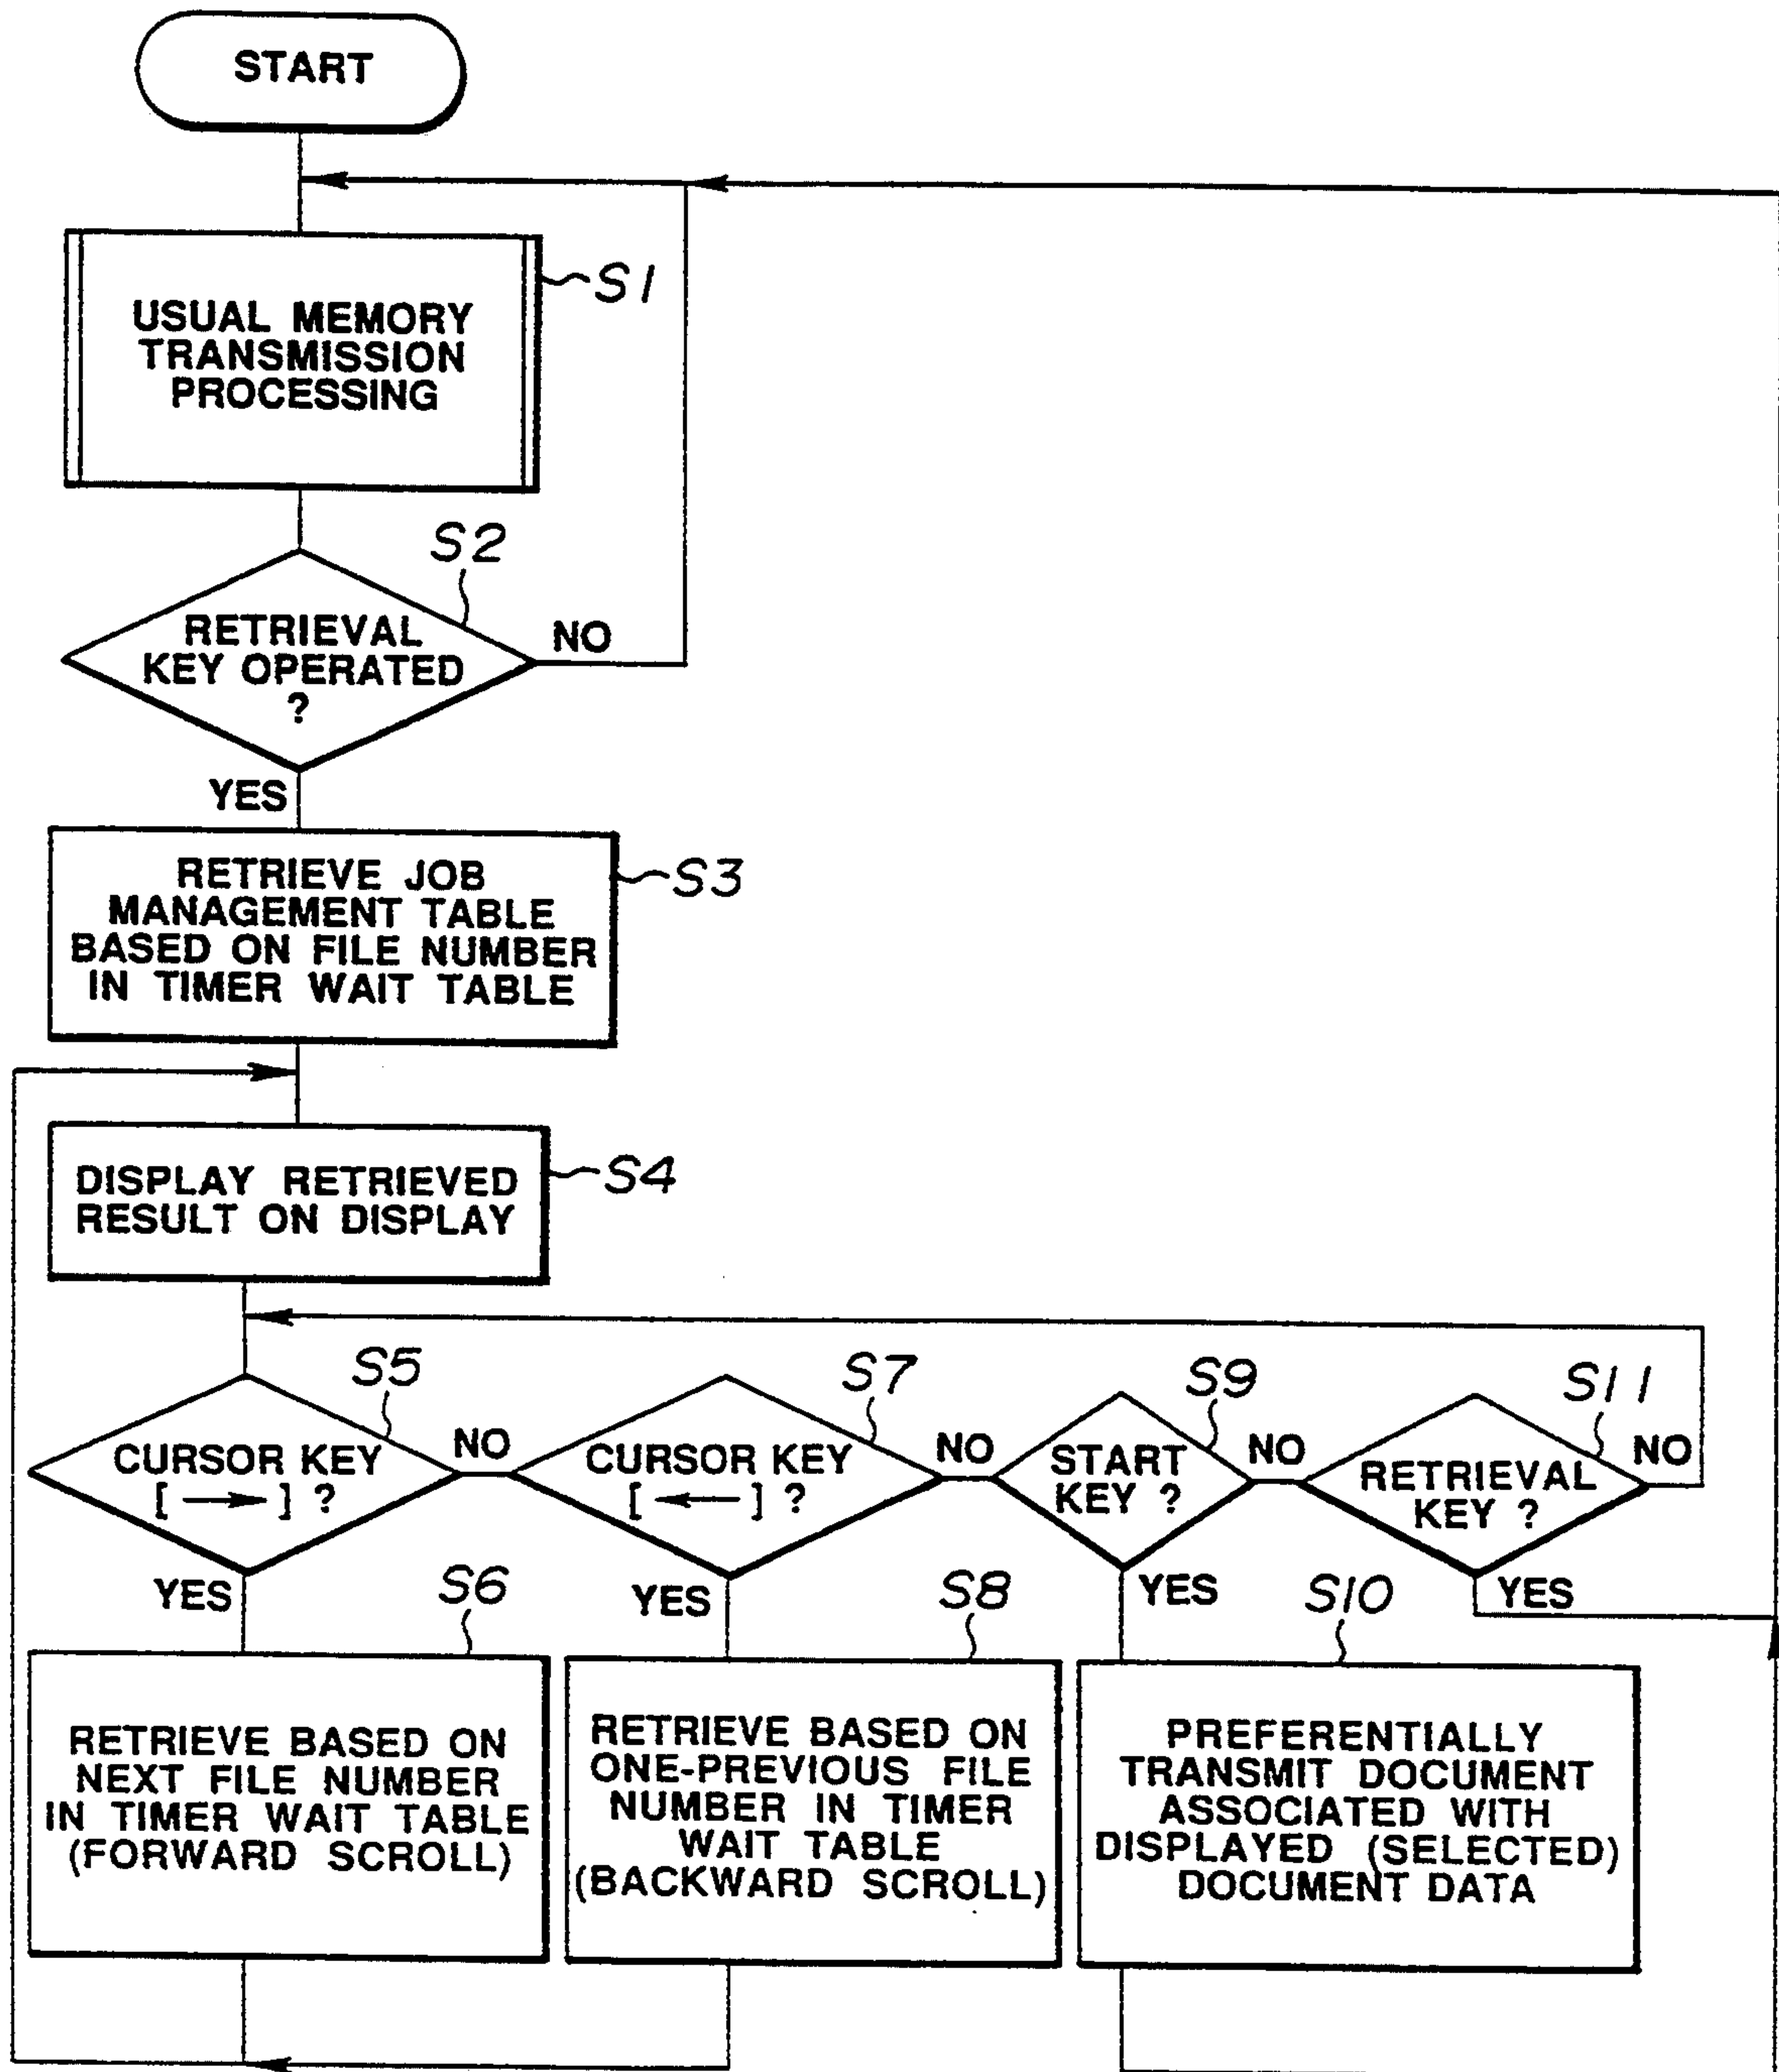 START
USUAL MEMORY
TRANSMISSION
PROCESSING
S1
S2
RETRIEVAL
KEY OPERATED
?
NO
YES
RETRIEVE JOB
MANAGEMENT TABLE
BASED ON FILE NUMBER
IN TIMER WAIT TABLE
S3
DISPLAY RETRIEVED
RESULT ON DISPLAY
S4
S5
CURSOR KEY
[ → ] ?
NO
YES
S7
CURSOR KEY
[ ← ] ?
NO
YES
S9
START
KEY ?
NO
YES
S11
RETRIEVAL
KEY ?
NO
YES
S6
RETRIEVE BASED ON
NEXT FILE NUMBER
IN TIMER WAIT TABLE
(FORWARD SCROLL)
S8
RETRIEVE BASED ON
ONE-PREVIOUS FILE
NUMBER IN TIMER
WAIT TABLE
(BACKWARD SCROLL)
S10
PREFERENTIALLY
TRANSMIT DOCUMENT
ASSOCIATED WITH
DISPLAYED (SELECTED)
DOCUMENT DATA